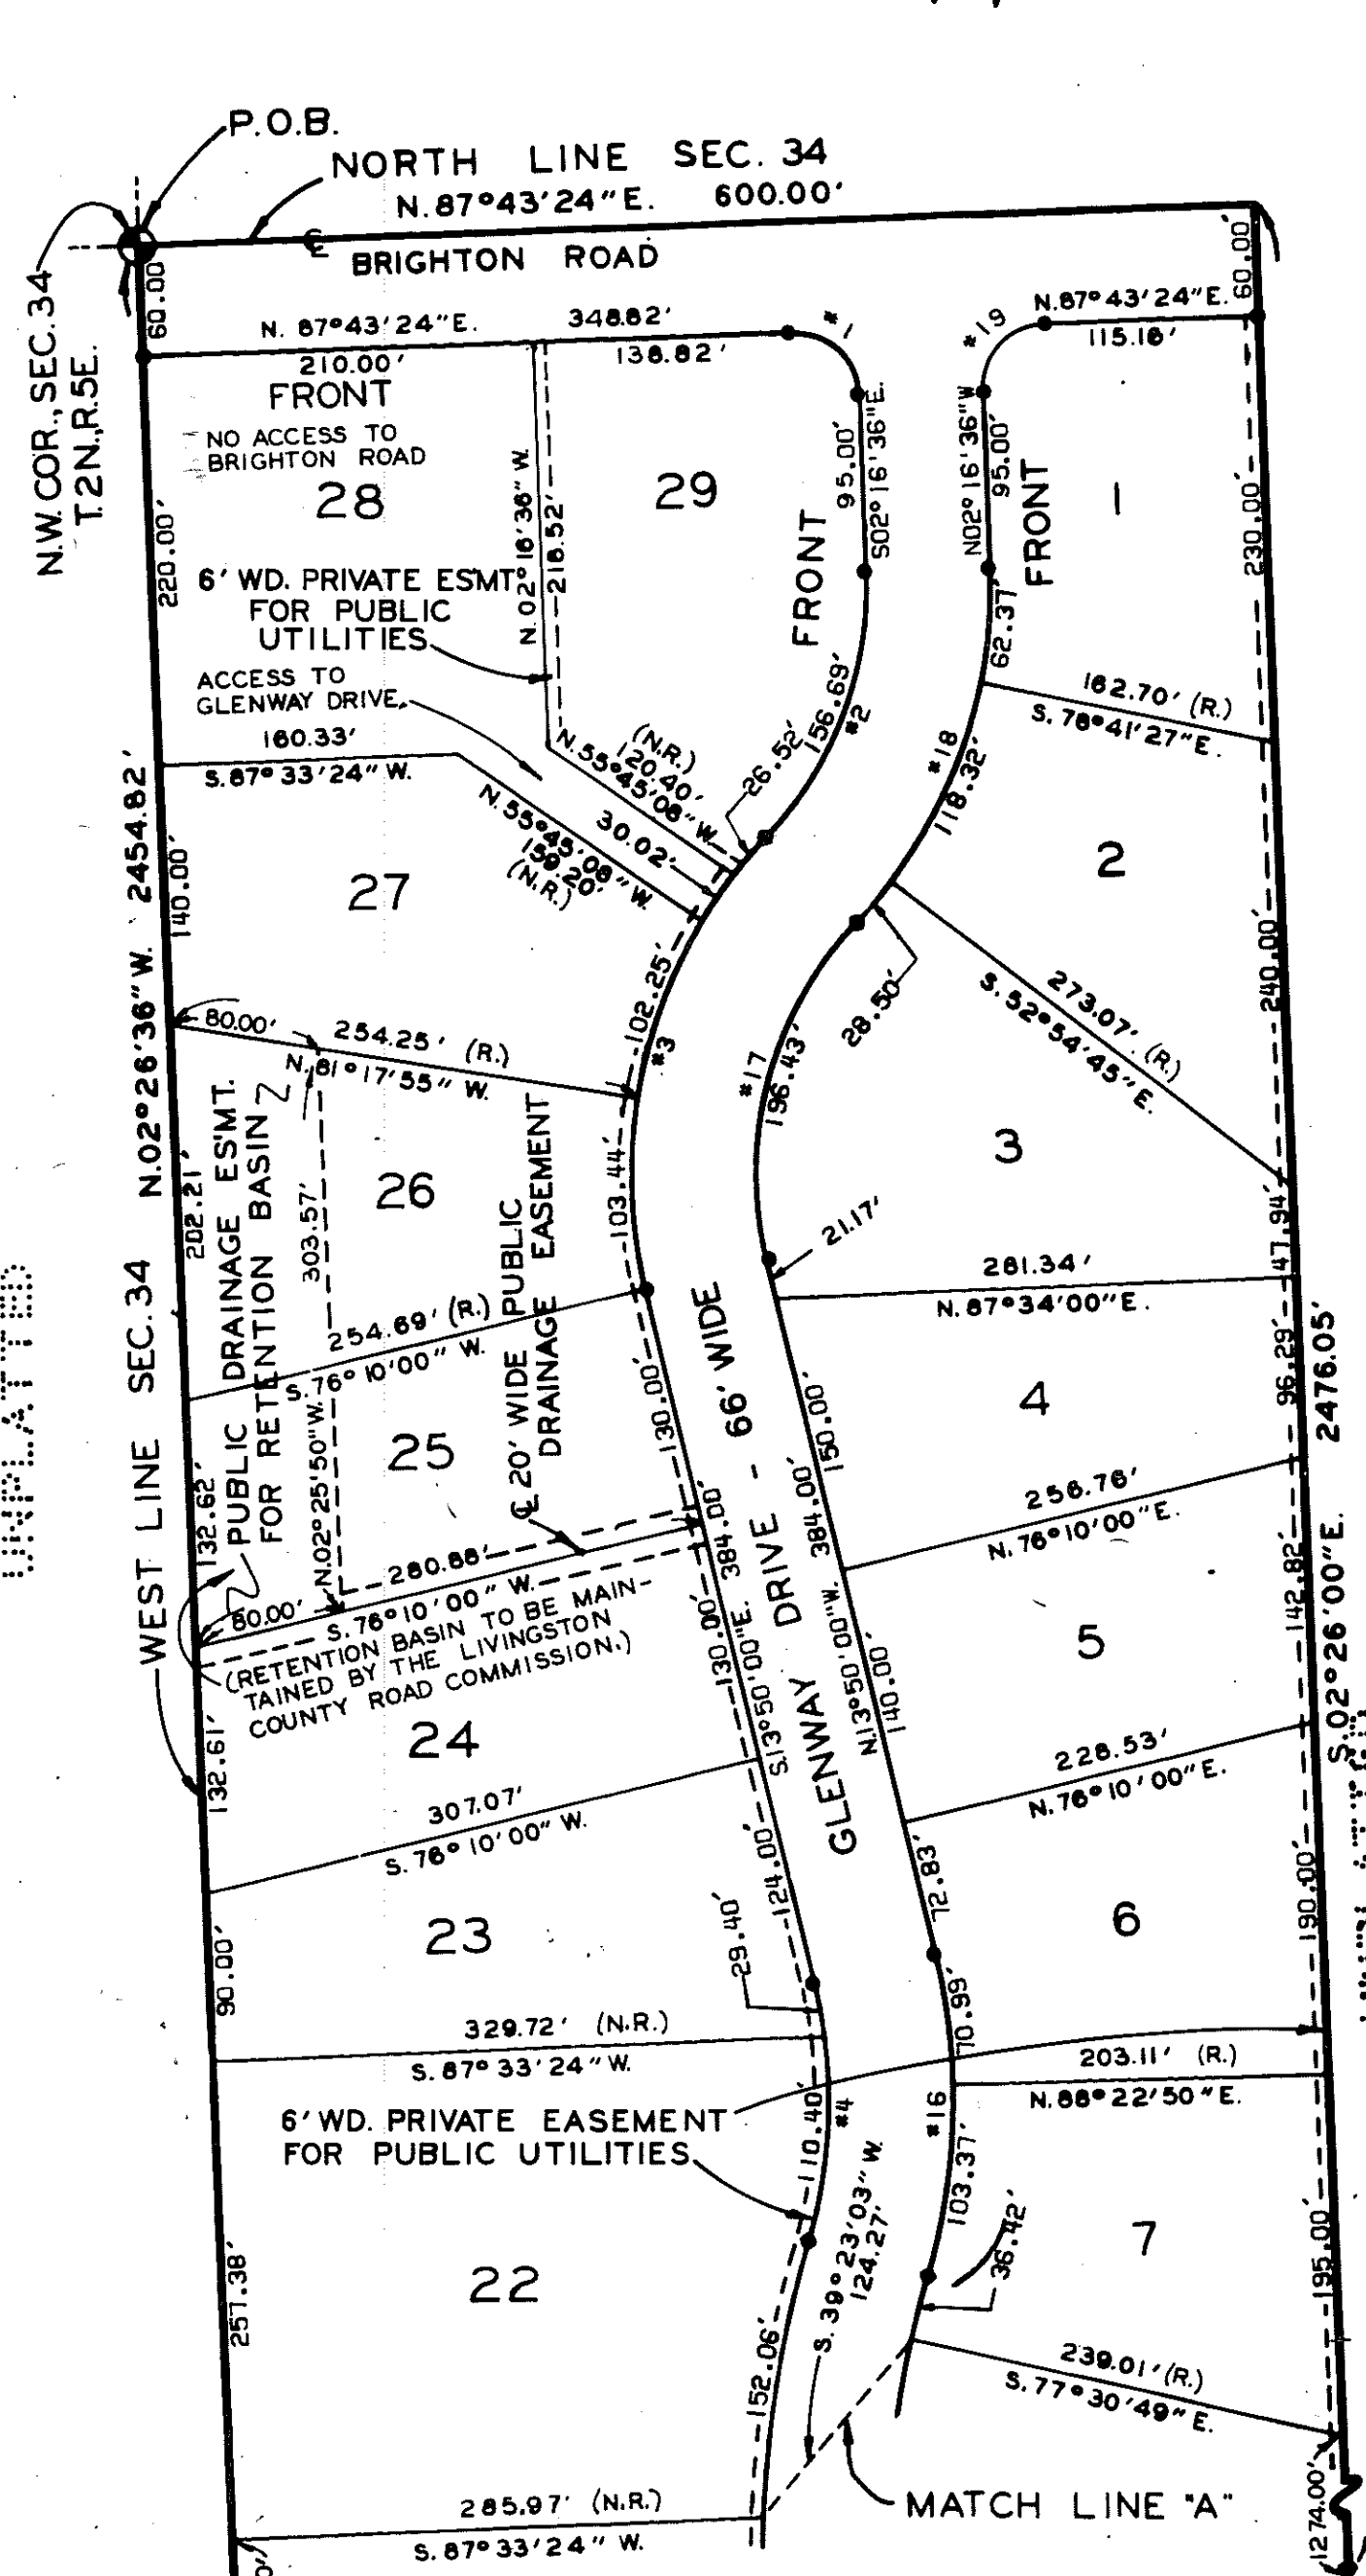 P.O.B.
NORTH LINE SEC. 34
N.87°43'24"E. 600.00'
BRIGHTON ROAD
N.W. COR., SEC. 34
T.2N., R.5E.
60.00'
60.00'
N. 87°43'24"E. 348.82'
210.00'
138.82'
#1
#19
N.87°43'24"E.
115.18'
FRONT
NO ACCESS TO
BRIGHTON ROAD
28
29
1
220.00'
N.02°16'36"W.
218.52'
95.00'
S02°16'36"E.
N02°16'36"W
95.00'
FRONT
FRONT
230.00'
6' WD. PRIVATE ES'MT.
FOR PUBLIC
UTILITIES
ACCESS TO
GLENWAY DRIVE
62.37'
156.69'
#2
26.52'
162.70' (R.)
S. 78°41'27"E.
160.33'
S.87°33'24"W.
(N.R.)
120.40'
N.55°45'08"W.
30.02'
N.55°45'08"W.
159.20'
(N.R.)
#18
118.32'
2
27
140.00'
N.02°26'36"W. 2454.82'
240.00'
28.50'
273.07' (R.)
S. 52°54'45"E.
102.25'
#3
80.00'
254.25' (R.)
N. 81°17'55" W.
#17
196.43'
3
26
202.21'
PUBLIC DRAINAGE ES'MT.
FOR RETENTION BASIN
303.57'
103.44'
℄ 20' WIDE PUBLIC
DRAINAGE EASEMENT
21.17'
47.94'
281.34'
N.87°34'00"E.
254.69' (R.)
S.76°10'00" W.
WEST LINE SEC. 34
UNPLATTED
130.00'
GLENWAY DRIVE - 66' WIDE
150.00'
96.29'
4
25
132.62'
N.02°25'50"W.
280.88'
80.00'
S.76°10'00" W.
256.76'
N.76°10'00"E.
384.00'
384.00'
(RETENTION BASIN TO BE MAIN-
TAINED BY THE LIVINGSTON
COUNTY ROAD COMMISSION.)
130.00'
S.13°50'00"E.
N.13°50'00"W.
140.00'
142.82'
S.02°26'00"E. 2476.05'
5
24
132.61'
307.07'
S.76°10'00" W.
228.53'
N.76°10'00"E.
124.00'
29.40'
72.83'
190.00'
6
23
90.00'
329.72' (N.R.)
S. 87°33'24"W.
70.99'
203.11' (R.)
N.88°22'50"E.
6' WD. PRIVATE EASEMENT
FOR PUBLIC UTILITIES
110.40'
#4
#16
103.37'
S. 39°23'03" W.
124.27'
36.42'
7
22
257.38'
195.00'
152.06'
239.01' (R.)
S.77°30'49"E.
285.97' (N.R.)
S.87°33'24" W.
MATCH LINE "A"
1274.00'